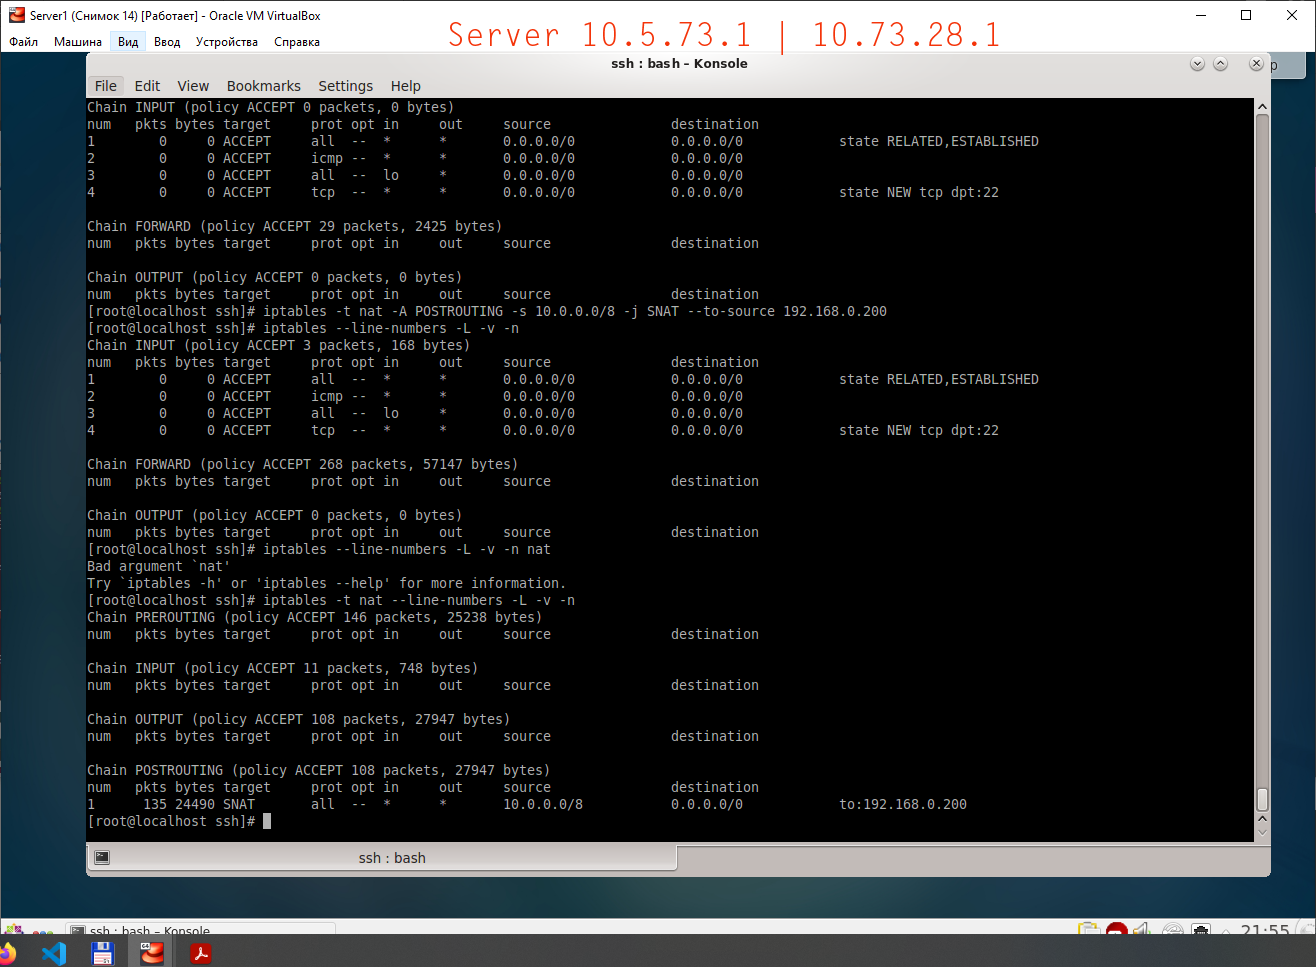 Server1 (Снимок 14) [Работает] - Oracle VM VirtualBox
Файл Машина Вид Ввод Устройства Справка
Server 10.5.73.1 | 10.73.28.1
ssh : bash – Konsole
File Edit View Bookmarks Settings Help
Chain INPUT (policy ACCEPT 0 packets, 0 bytes)
num   pkts bytes target     prot opt in     out     source               destination
1        0     0 ACCEPT     all  --  *      *       0.0.0.0/0            0.0.0.0/0            state RELATED,ESTABLISHED
2        0     0 ACCEPT     icmp --  *      *       0.0.0.0/0            0.0.0.0/0
3        0     0 ACCEPT     all  --  lo     *       0.0.0.0/0            0.0.0.0/0
4        0     0 ACCEPT     tcp  --  *      *       0.0.0.0/0            0.0.0.0/0            state NEW tcp dpt:22
Chain FORWARD (policy ACCEPT 29 packets, 2425 bytes)
num   pkts bytes target     prot opt in     out     source               destination
Chain OUTPUT (policy ACCEPT 0 packets, 0 bytes)
num   pkts bytes target     prot opt in     out     source               destination
[root@localhost ssh]# iptables -t nat -A POSTROUTING -s 10.0.0.0/8 -j SNAT --to-source 192.168.0.200
[root@localhost ssh]# iptables --line-numbers -L -v -n
Chain INPUT (policy ACCEPT 3 packets, 168 bytes)
num   pkts bytes target     prot opt in     out     source               destination
1        0     0 ACCEPT     all  --  *      *       0.0.0.0/0            0.0.0.0/0            state RELATED,ESTABLISHED
2        0     0 ACCEPT     icmp --  *      *       0.0.0.0/0            0.0.0.0/0
3        0     0 ACCEPT     all  --  lo     *       0.0.0.0/0            0.0.0.0/0
4        0     0 ACCEPT     tcp  --  *      *       0.0.0.0/0            0.0.0.0/0            state NEW tcp dpt:22
Chain FORWARD (policy ACCEPT 268 packets, 57147 bytes)
num   pkts bytes target     prot opt in     out     source               destination
Chain OUTPUT (policy ACCEPT 0 packets, 0 bytes)
num   pkts bytes target     prot opt in     out     source               destination
[root@localhost ssh]# iptables --line-numbers -L -v -n nat
Bad argument `nat'
Try `iptables -h' or 'iptables --help' for more information.
[root@localhost ssh]# iptables -t nat --line-numbers -L -v -n
Chain PREROUTING (policy ACCEPT 146 packets, 25238 bytes)
num   pkts bytes target     prot opt in     out     source               destination
Chain INPUT (policy ACCEPT 11 packets, 748 bytes)
num   pkts bytes target     prot opt in     out     source               destination
Chain OUTPUT (policy ACCEPT 108 packets, 27947 bytes)
num   pkts bytes target     prot opt in     out     source               destination
Chain POSTROUTING (policy ACCEPT 108 packets, 27947 bytes)
num   pkts bytes target     prot opt in     out     source               destination
1      135 24490 SNAT       all  --  *      *       10.0.0.0/8           0.0.0.0/0            to:192.168.0.200
[root@localhost ssh]#
ssh : bash
ssh : bash – Konsole
21:55